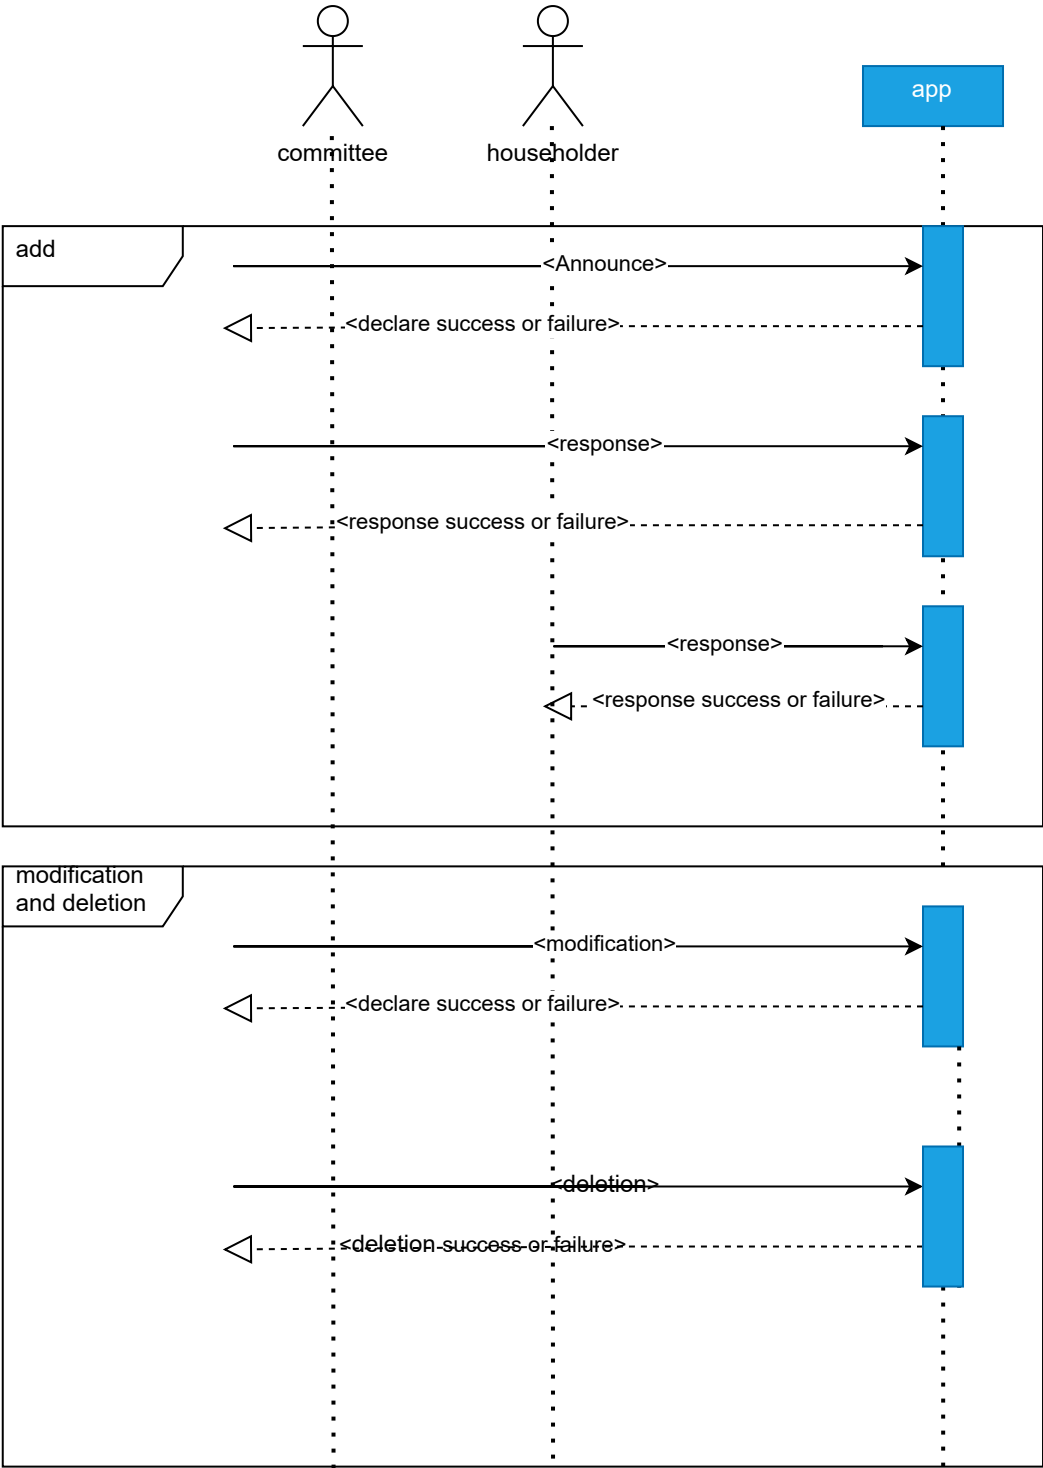 committee
householder
app
add
<Announce>
<declare success or failure>
<response>
<response success or failure>
<response>
<response success or failure>
modification
and deletion
<modification>
<declare success or failure>
<deletion>
<deletion success or failure>